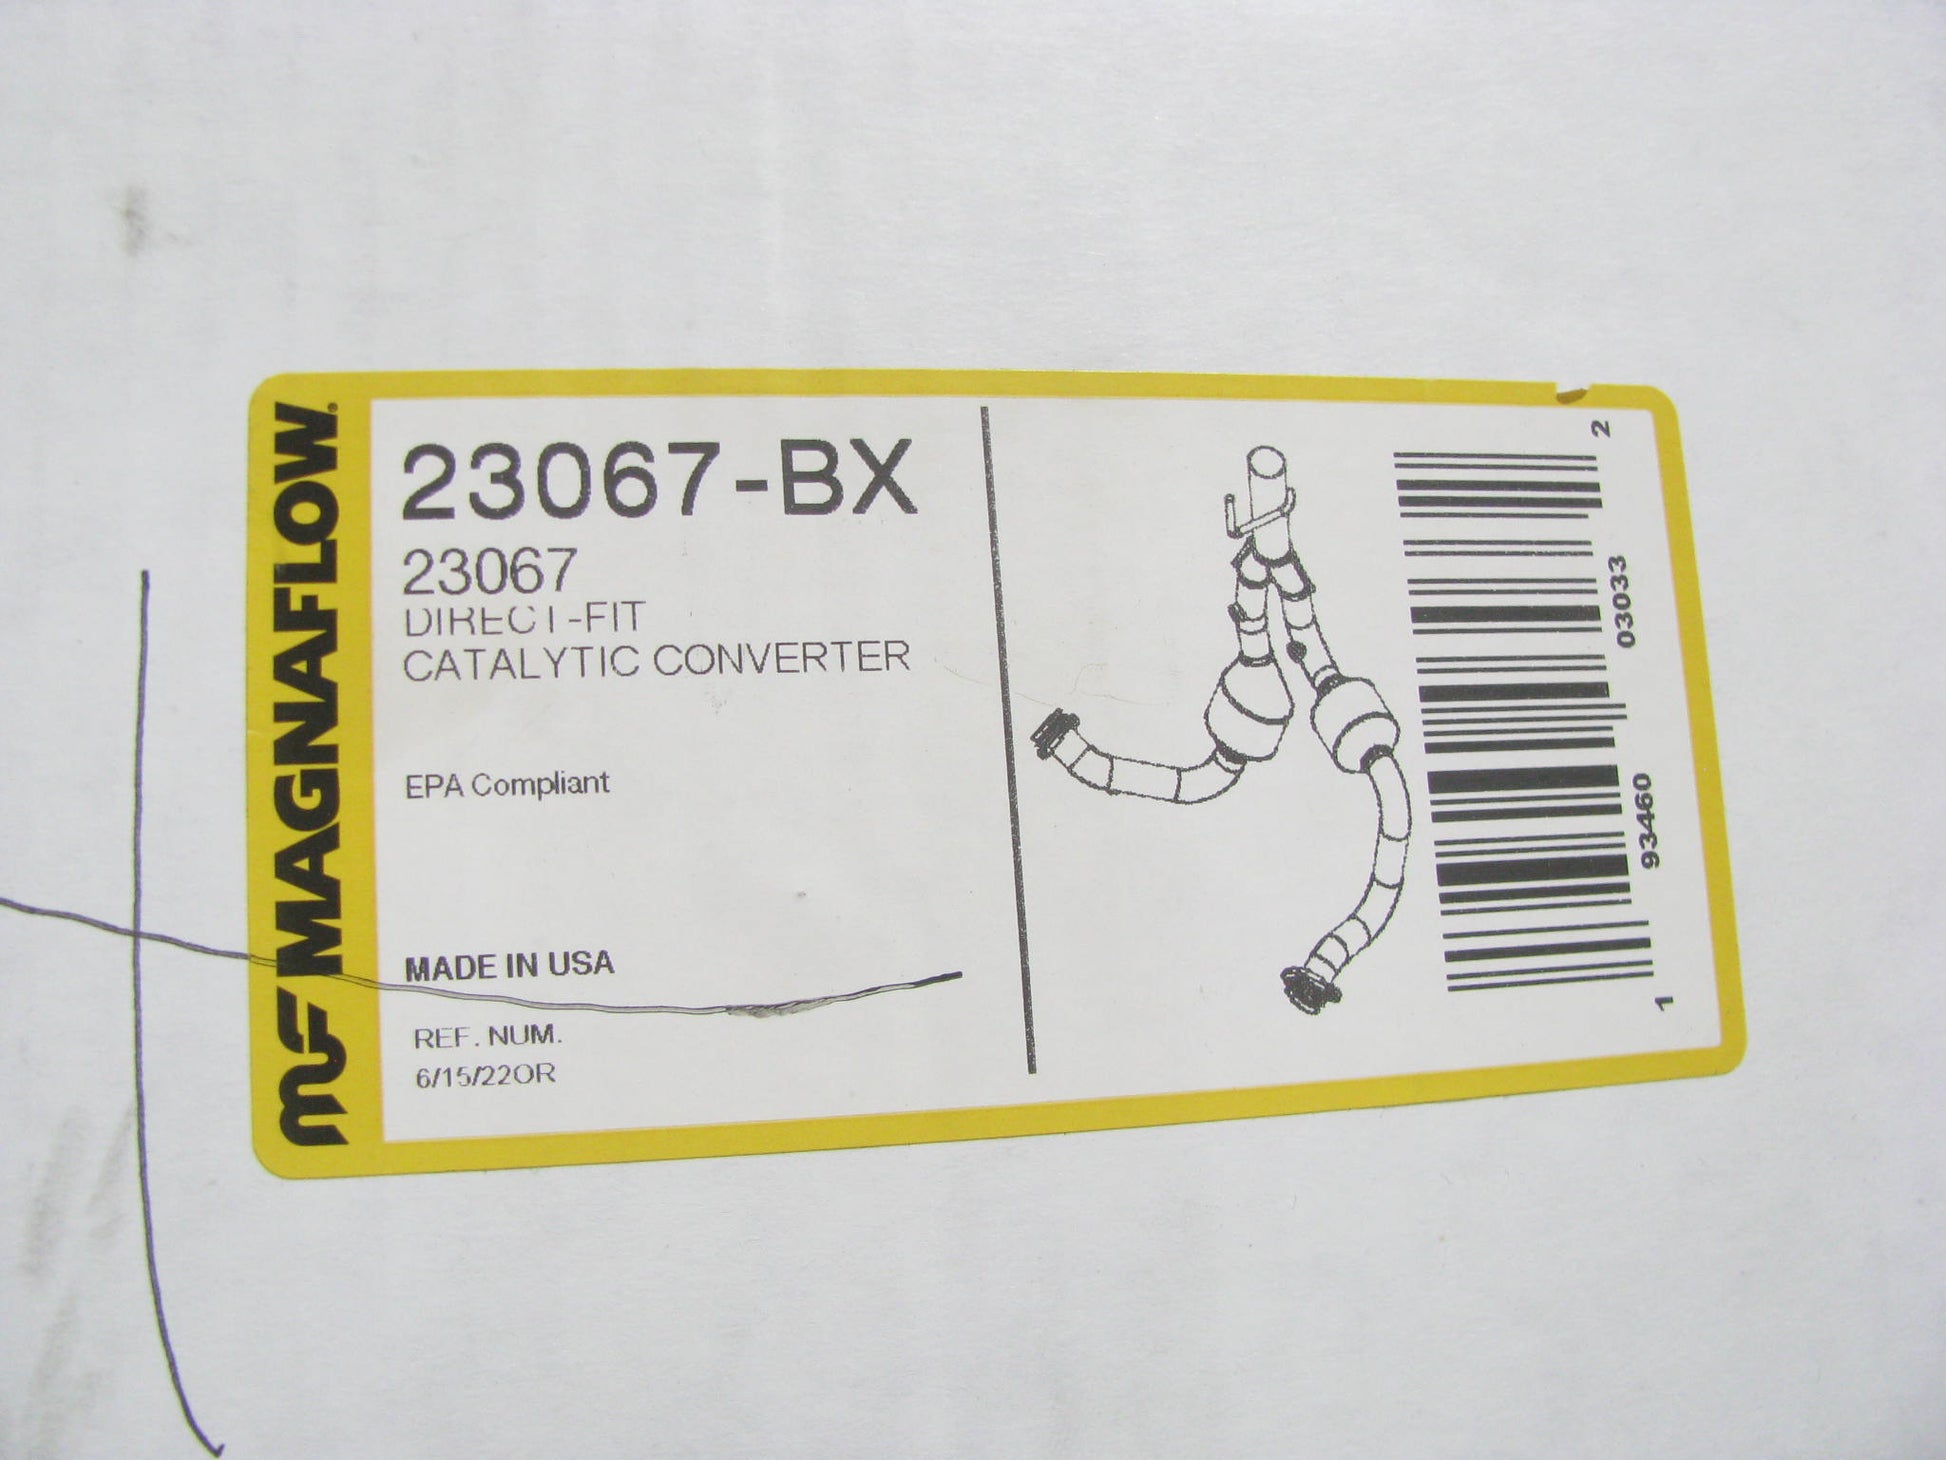 MF MAGNAFLOW®
23067-BX
23067
DIRECT-FIT
CATALYTIC CONVERTER
EPA Compliant
MADE IN USA
REF. NUM.
6/15/22OR
1 93460 03033 2